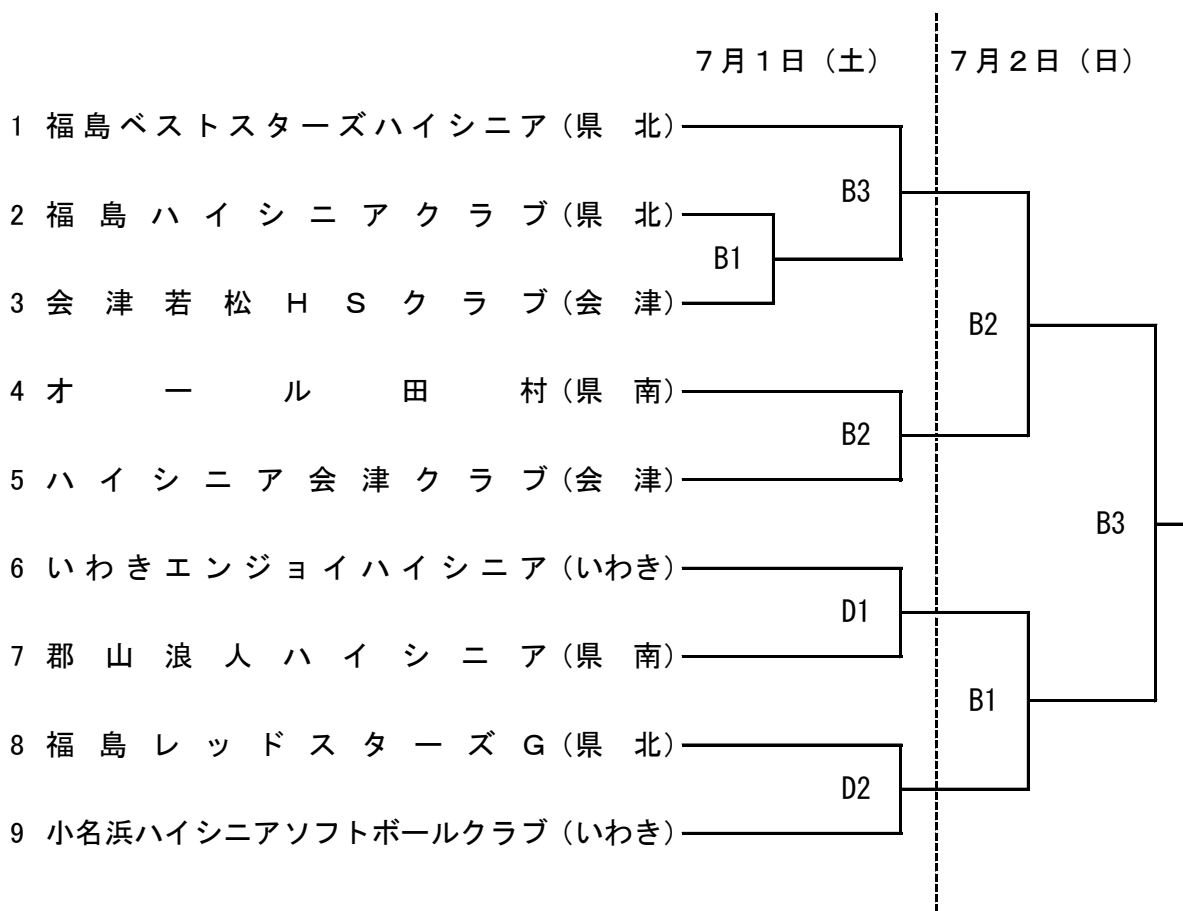 7月1日（土） 7月2日（日）
1 福島ベストスターズハイシニア（県 北）
B3
2 福島ハイシニアクラブ（県 北）
B1
3 会津若松HSクラブ（会 津）
B2
4 オール田村（県 南）
B2
5 ハイシニア会津クラブ（会 津）
B3
6 いわきエンジョイハイシニア（いわき）
D1
7 郡山浪人ハイシニア（県 南）
B1
8 福島レッドスターズG（県 北）
D2
9 小名浜ハイシニアソフトボールクラブ（いわき）